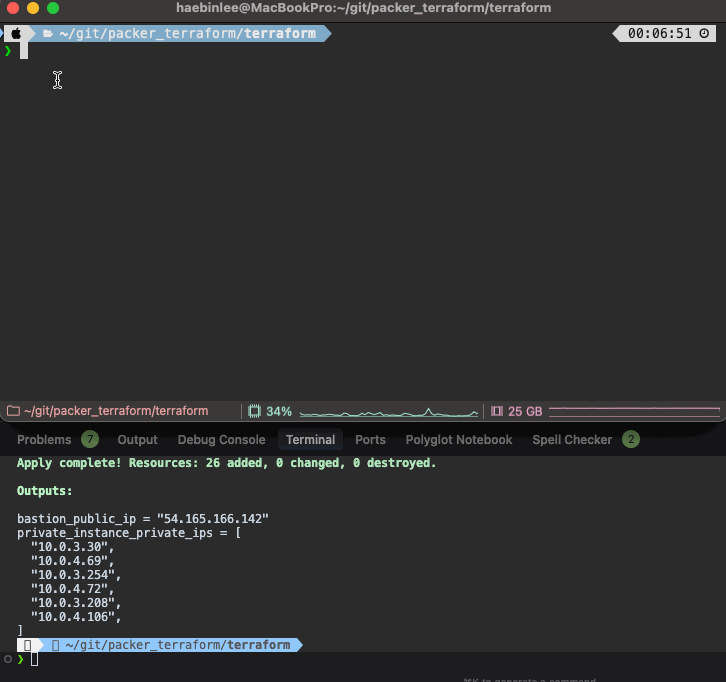 haebinlee@MacBookPro:~/git/packer_terraform/terraform
~/git/packer_terraform/terraform 00:06:51
❯
~/git/packer_terraform/terraform 34% 25 GB
Problems 7 Output Debug Console Terminal Ports Polyglot Notebook Spell Checker 2
Apply complete! Resources: 26 added, 0 changed, 0 destroyed.
Outputs:
bastion_public_ip = "54.165.166.142"
private_instance_private_ips = [
"10.0.3.30",
"10.0.4.69",
"10.0.3.254",
"10.0.4.72",
"10.0.3.208",
"10.0.4.106",
]
~/git/packer_terraform/terraform
❯
⌘K to generate a command